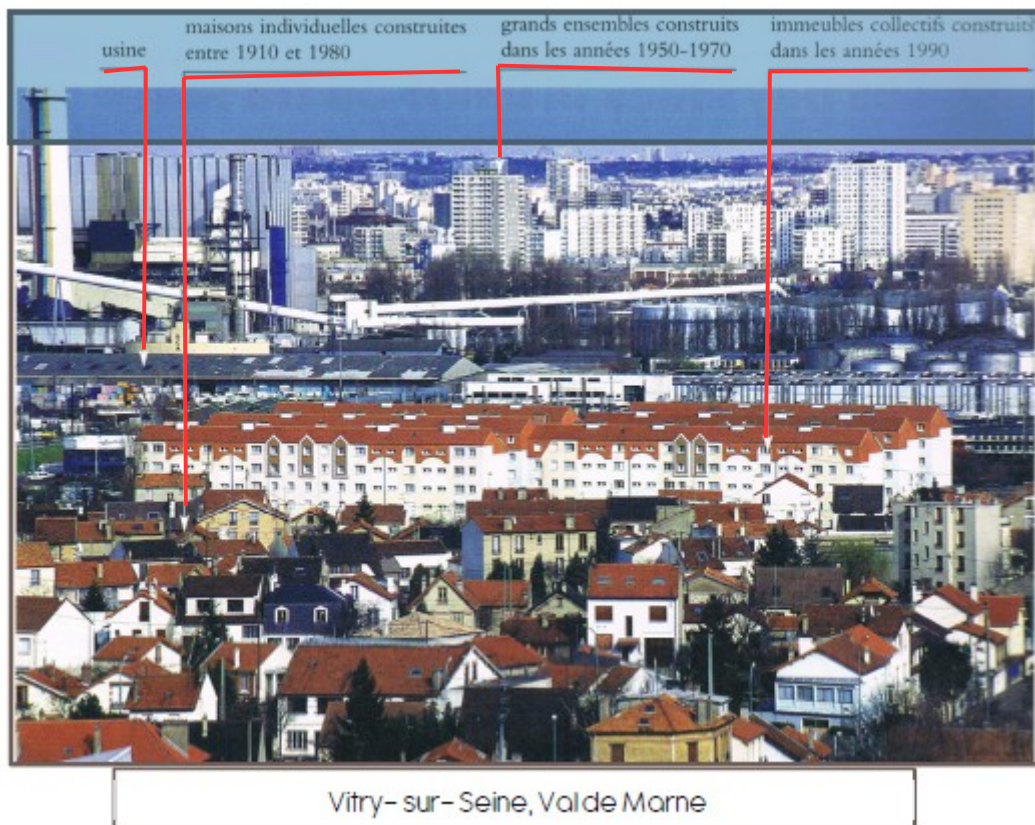 usine
maisons individuelles construites
entre 1910 et 1980
grands ensembles construits
dans les années 1950-1970
immeubles collectifs construits
dans les années 1990
Vitry-sur-Seine, Val de Marne